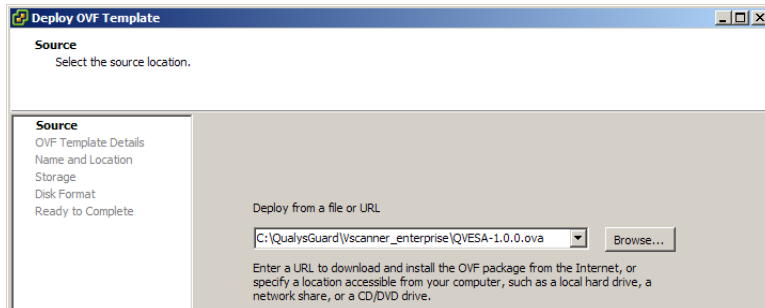 Deploy OVF Template
Source
Select the source location.
Source
OVF Template Details
Name and Location
Storage
Disk Format
Ready to Complete
Deploy from a file or URL
C:\QualysGuard\Vscanner_enterprise\QVESA-1.0.0.ova
Browse...
Enter a URL to download and install the OVF package from the Internet, or
specify a location accessible from your computer, such as a local hard drive, a
network share, or a CD/DVD drive.